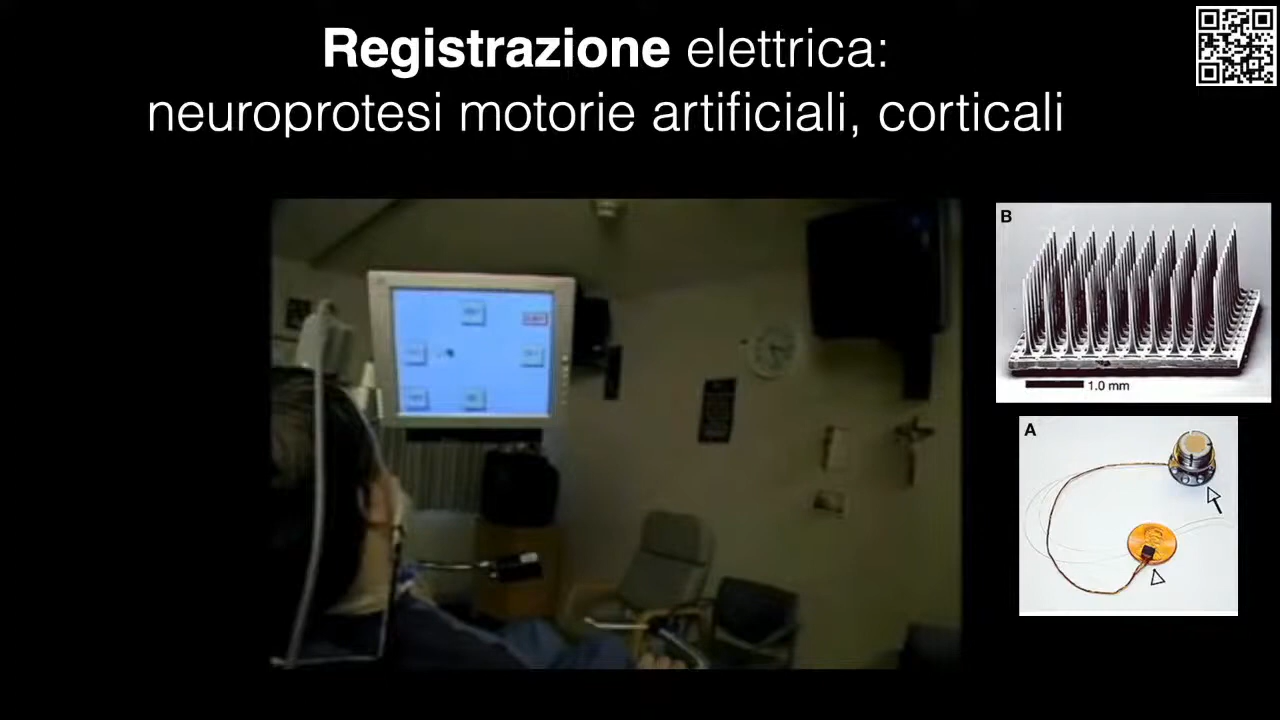 Registrazione elettrica:
neuroprotesi motorie artificiali, corticali
B
1.0 mm
A